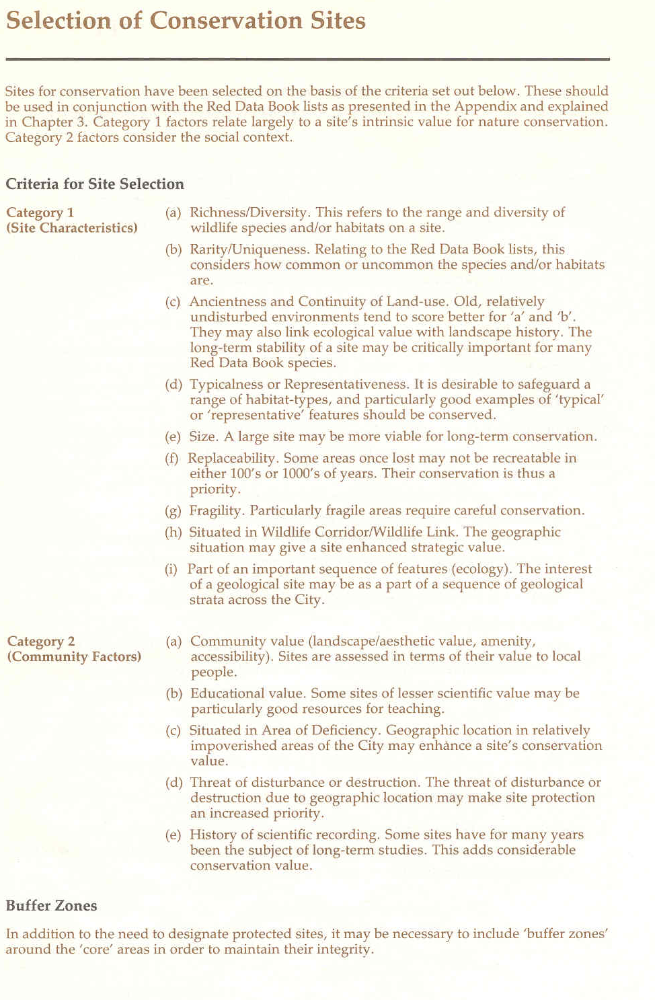 Selection of Conservation Sites
Sites for conservation have been selected on the basis of the criteria set out below. These should
be used in conjunction with the Red Data Book lists as presented in the Appendix and explained
in Chapter 3. Category 1 factors relate largely to a site's intrinsic value for nature conservation.
Category 2 factors consider the social context.
Criteria for Site Selection
Category 1
(Site Characteristics)
(a) Richness/Diversity. This refers to the range and diversity of
wildlife species and/or habitats on a site.
(b) Rarity/Uniqueness. Relating to the Red Data Book lists, this
considers how common or uncommon the species and/or habitats
are.
(c) Ancientness and Continuity of Land-use. Old, relatively
undisturbed environments tend to score better for 'a' and 'b'.
They may also link ecological value with landscape history. The
long-term stability of a site may be critically important for many
Red Data Book species.
(d) Typicalness or Representativeness. It is desirable to safeguard a
range of habitat-types, and particularly good examples of 'typical'
or 'representative' features should be conserved.
(e) Size. A large site may be more viable for long-term conservation.
(f) Replaceability. Some areas once lost may not be recreatable in
either 100's or 1000's of years. Their conservation is thus a
priority.
(g) Fragility. Particularly fragile areas require careful conservation.
(h) Situated in Wildlife Corridor/Wildlife Link. The geographic
situation may give a site enhanced strategic value.
(i) Part of an important sequence of features (ecology). The interest
of a geological site may be as a part of a sequence of geological
strata across the City.
Category 2
(Community Factors)
(a) Community value (landscape/aesthetic value, amenity,
accessibility). Sites are assessed in terms of their value to local
people.
(b) Educational value. Some sites of lesser scientific value may be
particularly good resources for teaching.
(c) Situated in Area of Deficiency. Geographic location in relatively
impoverished areas of the City may enhance a site's conservation
value.
(d) Threat of disturbance or destruction. The threat of disturbance or
destruction due to geographic location may make site protection
an increased priority.
(e) History of scientific recording. Some sites have for many years
been the subject of long-term studies. This adds considerable
conservation value.
Buffer Zones
In addition to the need to designate protected sites, it may be necessary to include 'buffer zones'
around the 'core' areas in order to maintain their integrity.